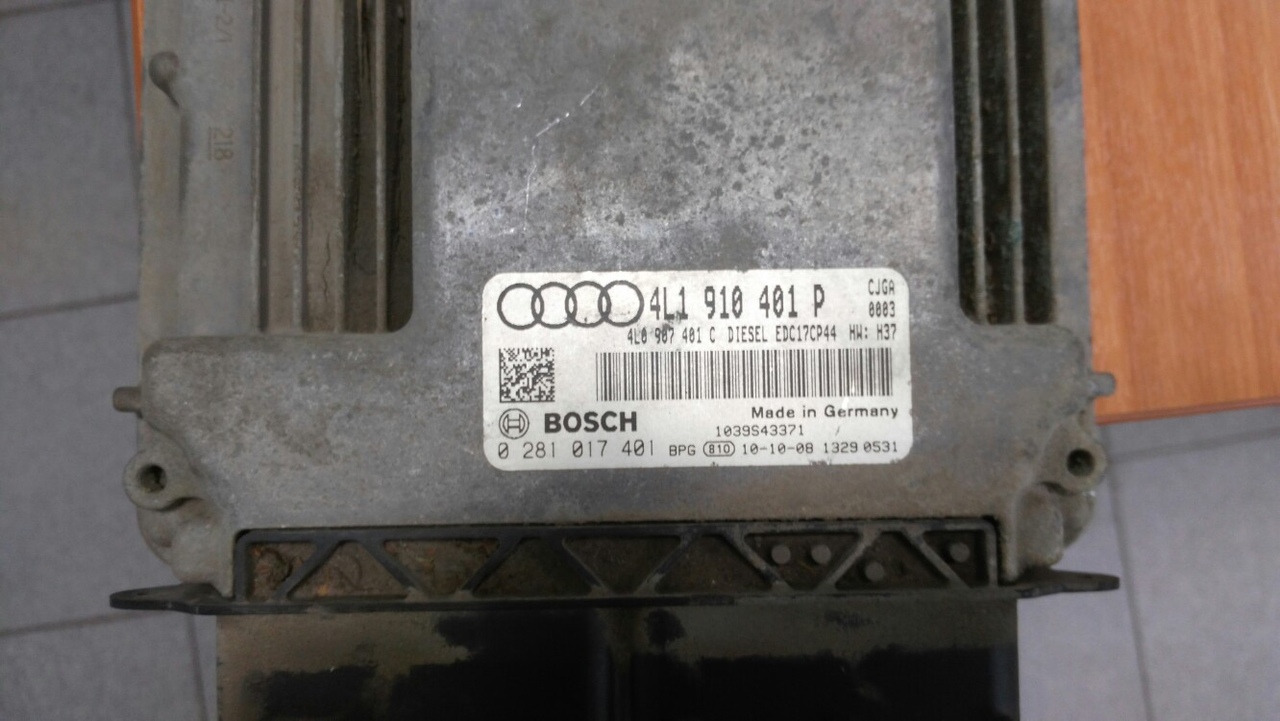 218
4L1 910 401 P
CJGA
0003
4L0 907 401 C DIESEL EDC17CP44 HW: H37
BOSCH
Made in Germany
1039S43371
0 281 017 401 BPG 810 10-10-08 1329 0531